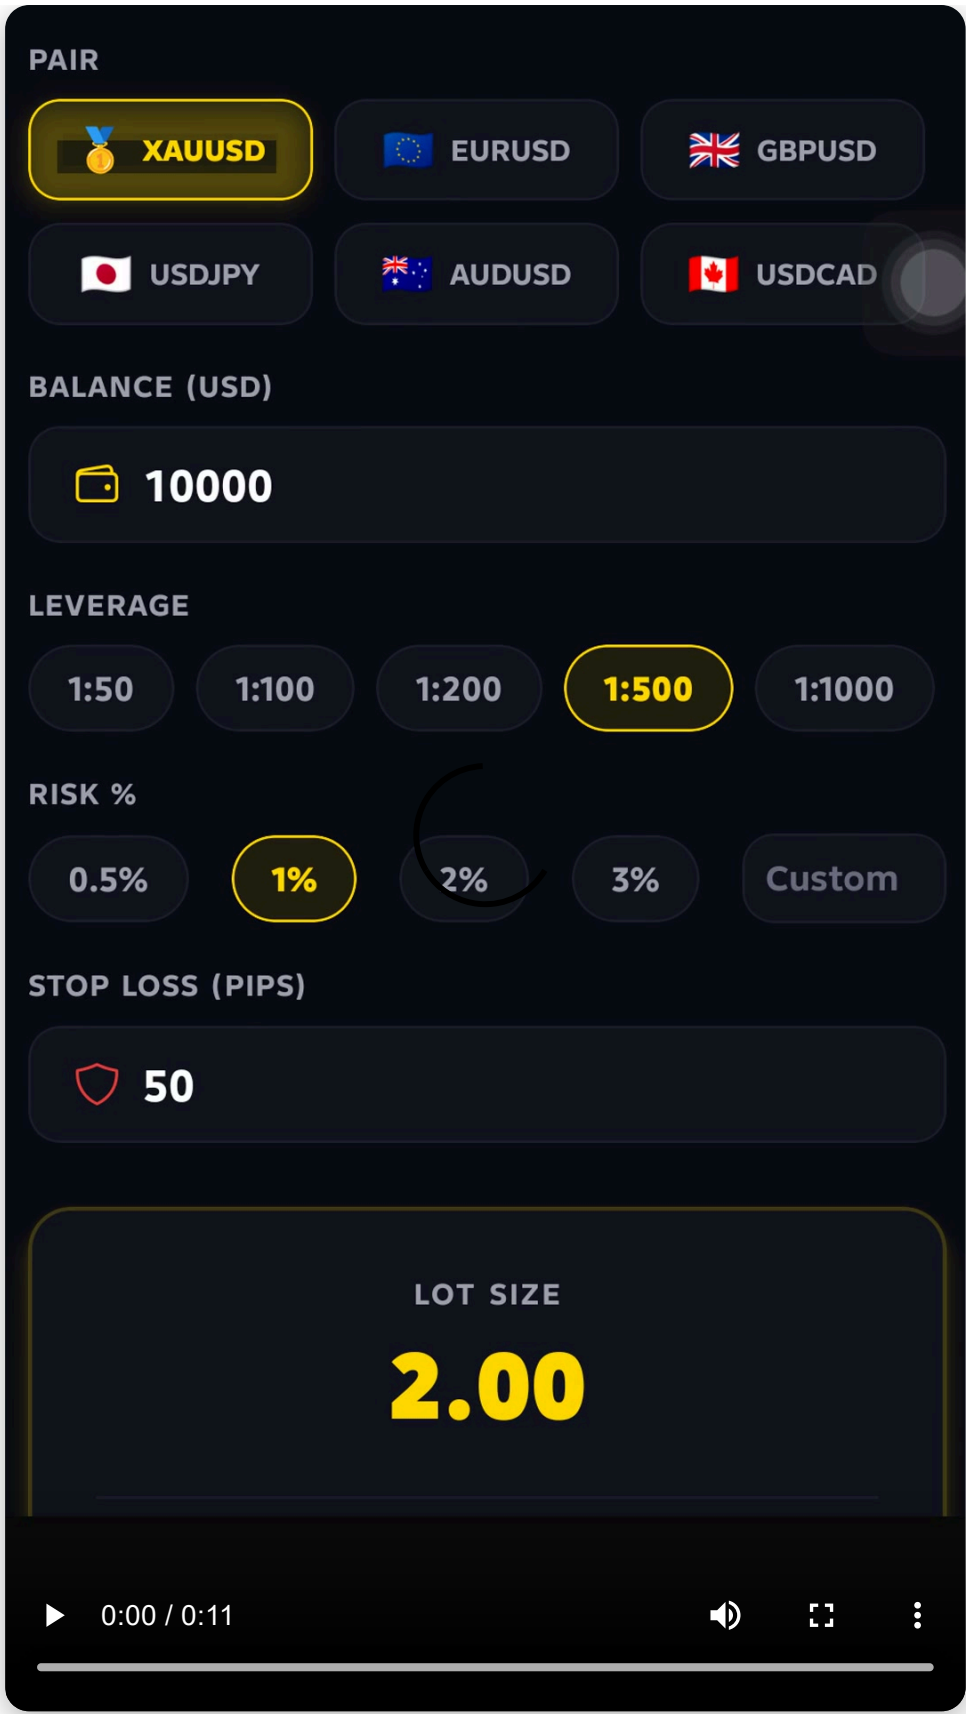 PAIR
XAUUSD EURUSD GBPUSD
USDJPY AUDUSD USDCAD
BALANCE (USD)
10000
LEVERAGE
1:50 1:100 1:200 1:500 1:1000
RISK %
0.5% 1% 2% 3% Custom
STOP LOSS (PIPS)
50
LOT SIZE
2.00
0:00 / 0:11